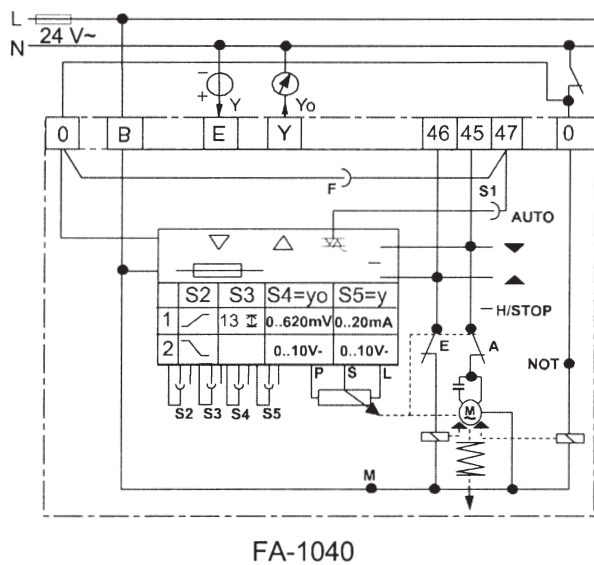 L
24 V~
N
Y
Yo
0 B E Y 46 45 47 0
F
S1
AUTO
S2 S3 S4=yo S5=y
H/STOP
1 13 0..620mV 0..20mA
2 0..10V- 0..10V-
E A
P S L
NOT
S2 S3 S4 S5
M
M
FA-1040